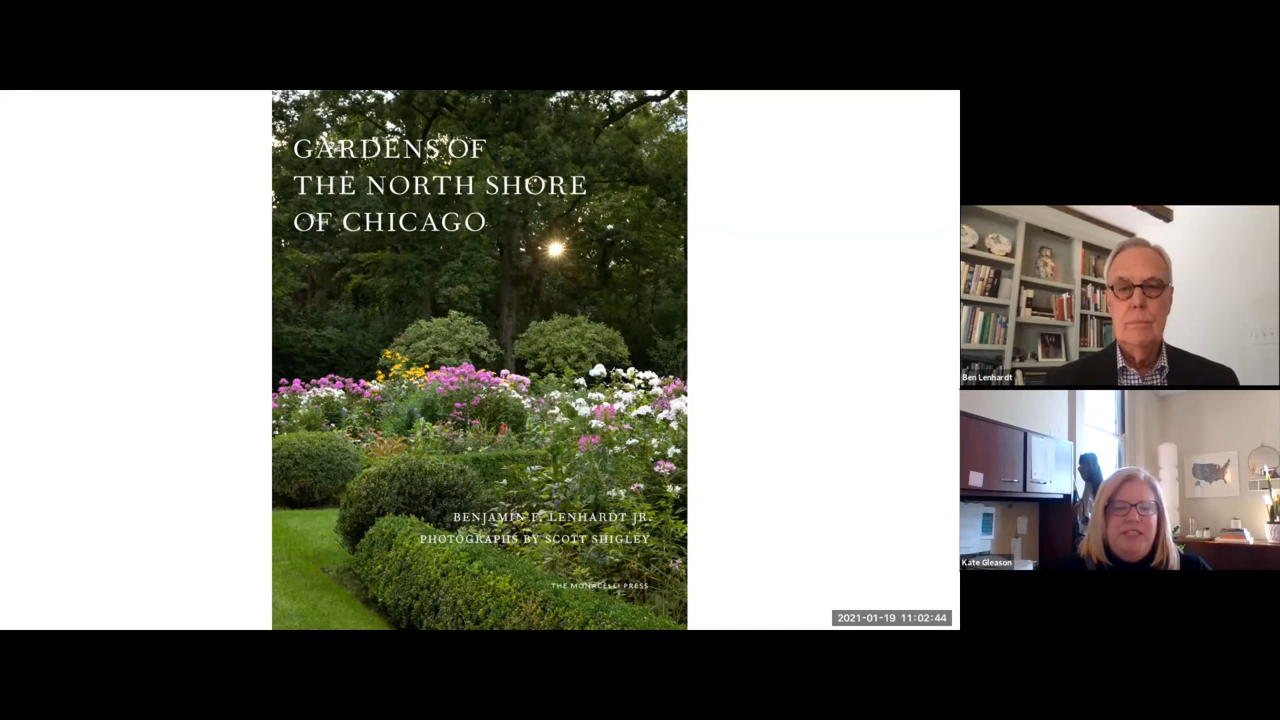 GARDENS OF
THE NORTH SHORE
OF CHICAGO
BENJAMIN F. LENHARDT JR.
PHOTOGRAPHS BY SCOTT SHIGLEY
THE MONACELLI PRESS
2021-01-19 11:02:44
Ben Lenhardt
Kate Gleason